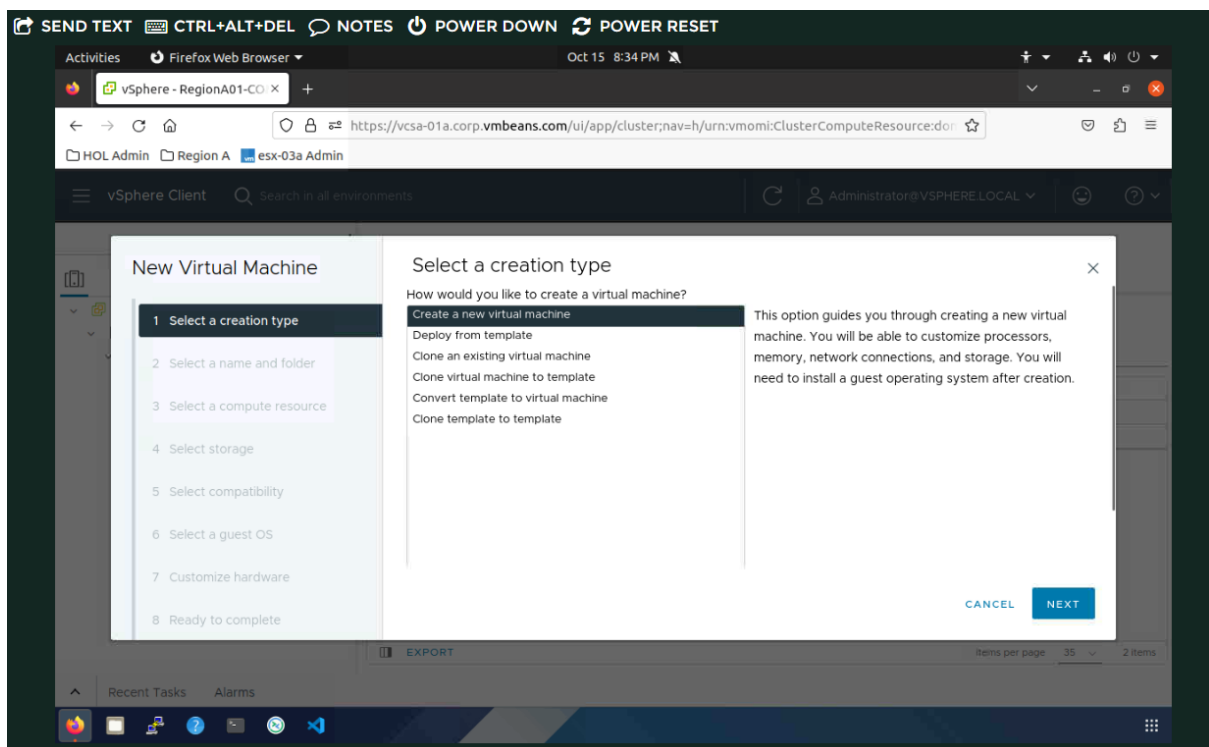 SEND TEXT CTRL+ALT+DEL NOTES POWER DOWN POWER RESET
Activities Firefox Web Browser Oct 15 8:34 PM
vSphere - RegionA01-CO
https://vcsa-01a.corp.vmbeans.com/ui/app/cluster;nav=h/urn:vmomi:ClusterComputeResource:dom
HOL Admin Region A esx-03a Admin
vSphere Client Search in all environments Administrator@VSPHERE.LOCAL
New Virtual Machine
1 Select a creation type
2 Select a name and folder
3 Select a compute resource
4 Select storage
5 Select compatibility
6 Select a guest OS
7 Customize hardware
8 Ready to complete
Select a creation type
How would you like to create a virtual machine?
Create a new virtual machine
Deploy from template
Clone an existing virtual machine
Clone virtual machine to template
Convert template to virtual machine
Clone template to template
This option guides you through creating a new virtual
machine. You will be able to customize processors,
memory, network connections, and storage. You will
need to install a guest operating system after creation.
CANCEL NEXT
EXPORT Items per page 35 2 items
Recent Tasks Alarms